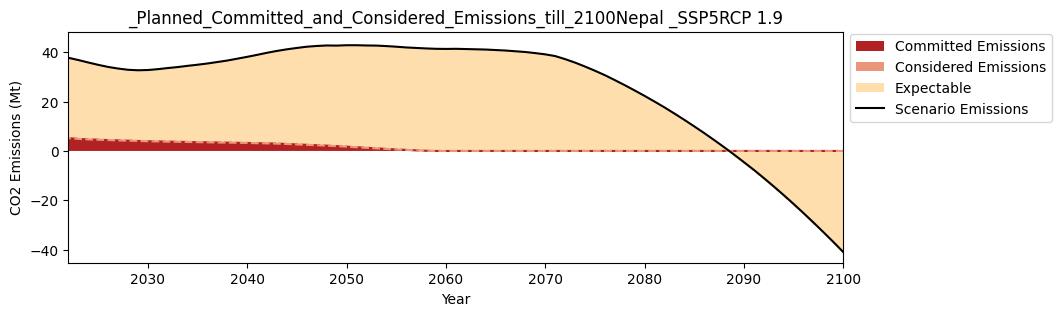 _Planned_Committed_and_Considered_Emissions_till_2100Nepal _SSP5RCP 1.9
CO2 Emissions (Mt)
40
20
0
−20
−40
2030 2040 2050 2060 2070 2080 2090 2100
Year
Committed Emissions
Considered Emissions
Expectable
Scenario Emissions